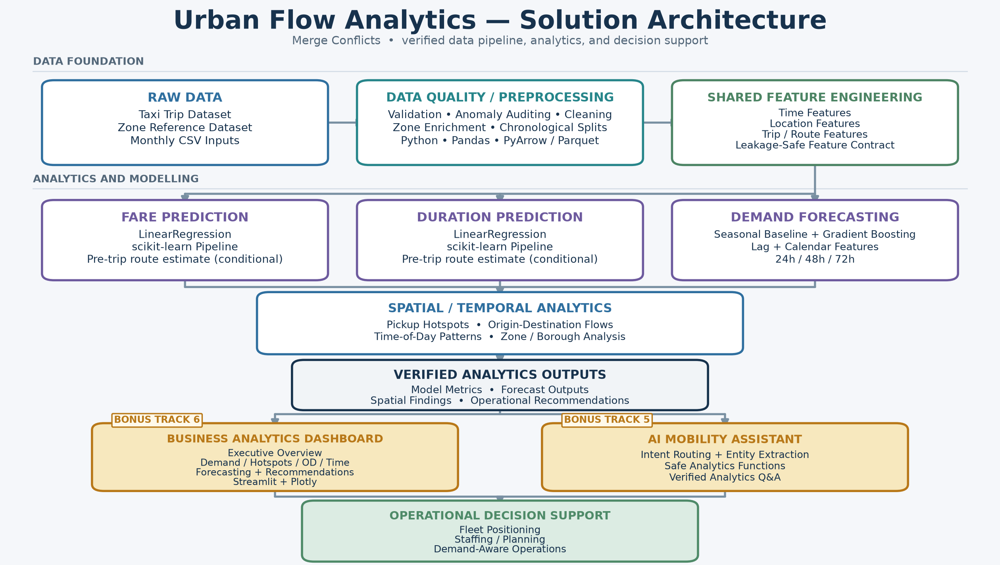 Urban Flow Analytics — Solution Architecture
Merge Conflicts • verified data pipeline, analytics, and decision support
DATA FOUNDATION
RAW DATA
Taxi Trip Dataset
Zone Reference Dataset
Monthly CSV Inputs
DATA QUALITY / PREPROCESSING
Validation • Anomaly Auditing • Cleaning
Zone Enrichment • Chronological Splits
Python • Pandas • PyArrow / Parquet
SHARED FEATURE ENGINEERING
Time Features
Location Features
Trip / Route Features
Leakage-Safe Feature Contract
ANALYTICS AND MODELLING
FARE PREDICTION
LinearRegression
scikit-learn Pipeline
Pre-trip route estimate (conditional)
DURATION PREDICTION
LinearRegression
scikit-learn Pipeline
Pre-trip route estimate (conditional)
DEMAND FORECASTING
Seasonal Baseline + Gradient Boosting
Lag + Calendar Features
24h / 48h / 72h
SPATIAL / TEMPORAL ANALYTICS
Pickup Hotspots • Origin-Destination Flows
Time-of-Day Patterns • Zone / Borough Analysis
VERIFIED ANALYTICS OUTPUTS
Model Metrics • Forecast Outputs
Spatial Findings • Operational Recommendations
BONUS TRACK 6
BUSINESS ANALYTICS DASHBOARD
Executive Overview
Demand / Hotspots / OD / Time
Forecasting + Recommendations
Streamlit + Plotly
BONUS TRACK 5
AI MOBILITY ASSISTANT
Intent Routing + Entity Extraction
Safe Analytics Functions
Verified Analytics Q&A
OPERATIONAL DECISION SUPPORT
Fleet Positioning
Staffing / Planning
Demand-Aware Operations